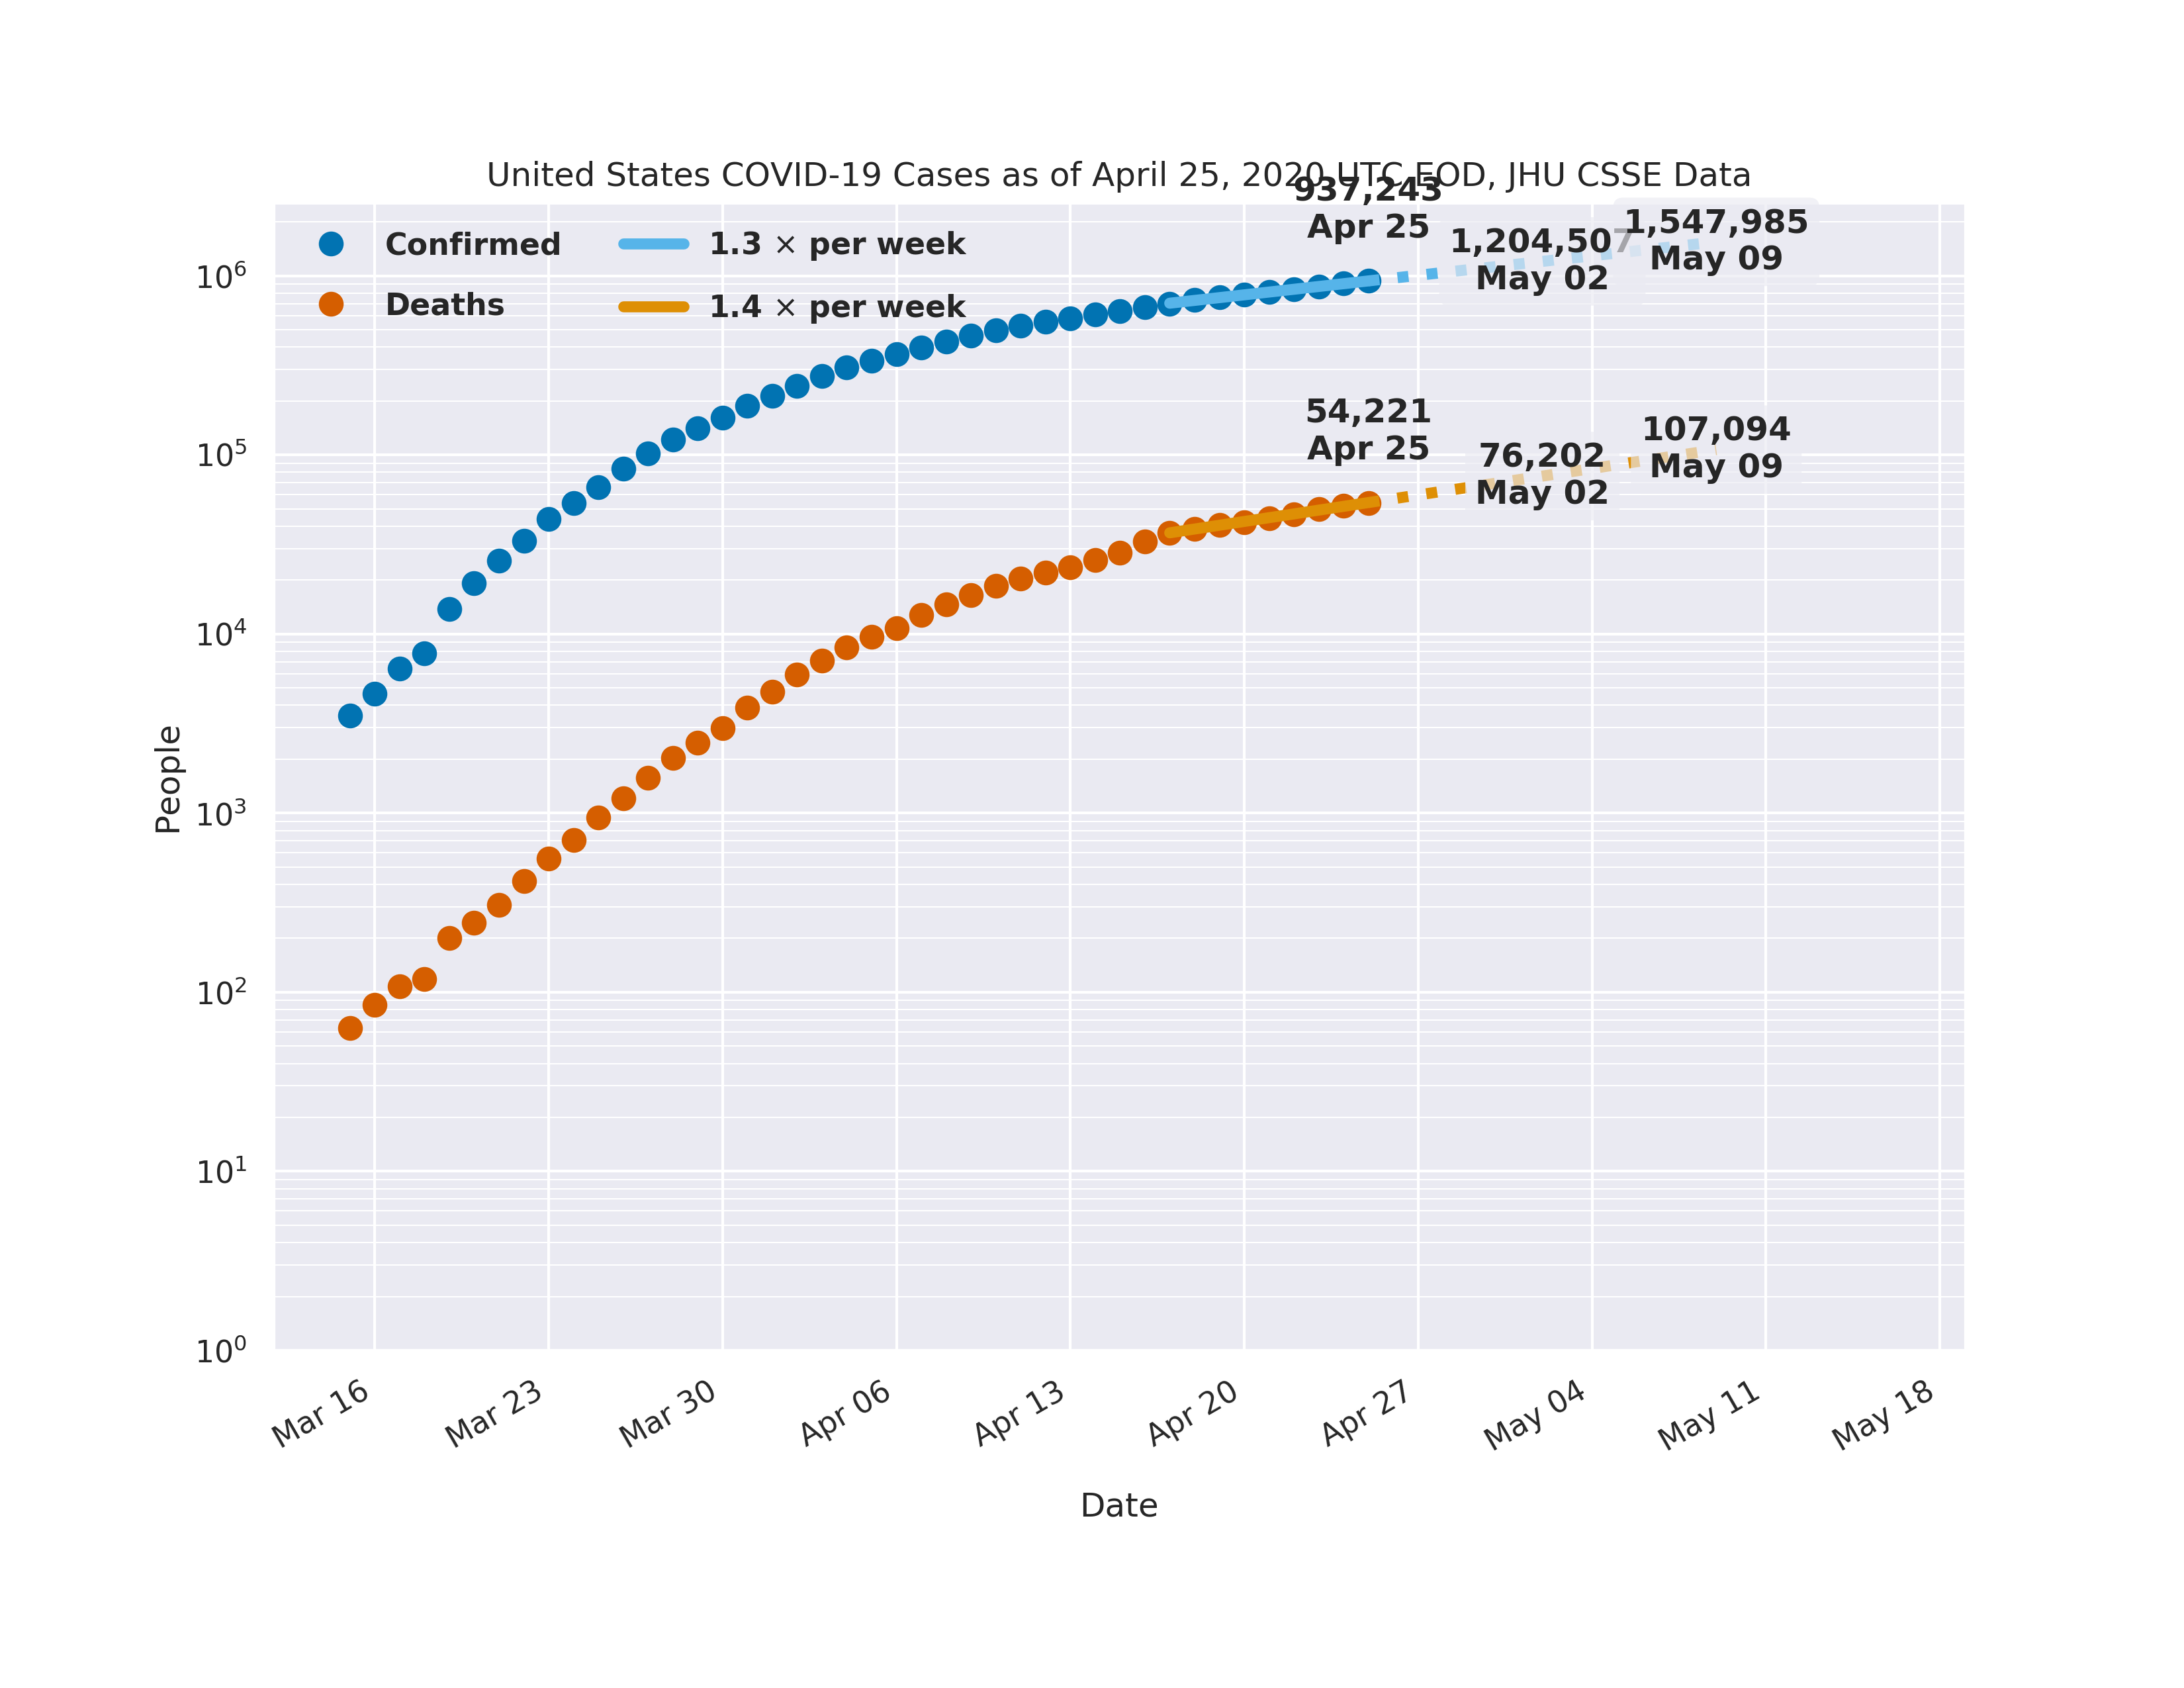 United States COVID-19 Cases as of April 25, 2020 UTC EOD, JHU CSSE Data
937,243
Apr 25
1,204,507
May 02
1,547,985
May 09
Confirmed
Deaths
1.3 × per week
1.4 × per week
54,221
Apr 25
76,202
May 02
107,094
May 09
People
10⁶
10⁵
10⁴
10³
10²
10¹
10⁰
Mar 16
Mar 23
Mar 30
Apr 06
Apr 13
Apr 20
Apr 27
May 04
May 11
May 18
Date